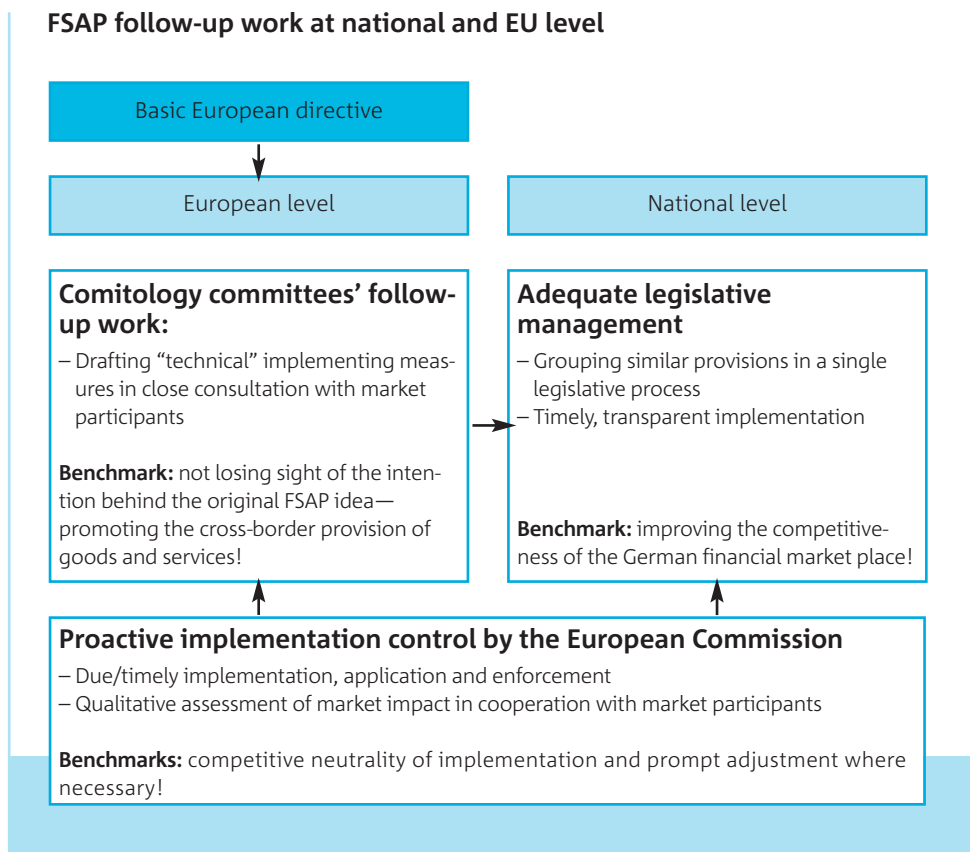 FSAP follow-up work at national and EU level
Basic European directive
European level
National level
Comitology committees’ follow-
up work:
– Drafting “technical” implementing meas-
ures in close consultation with market
participants
Benchmark: not losing sight of the inten-
tion behind the original FSAP idea—
promoting the cross-border provision of
goods and services!
Adequate legislative
management
– Grouping similar provisions in a single
legislative process
– Timely, transparent implementation
Benchmark: improving the competitive-
ness of the German financial market place!
Proactive implementation control by the European Commission
– Due/timely implementation, application and enforcement
– Qualitative assessment of market impact in cooperation with market participants
Benchmarks: competitive neutrality of implementation and prompt adjustment where
necessary!